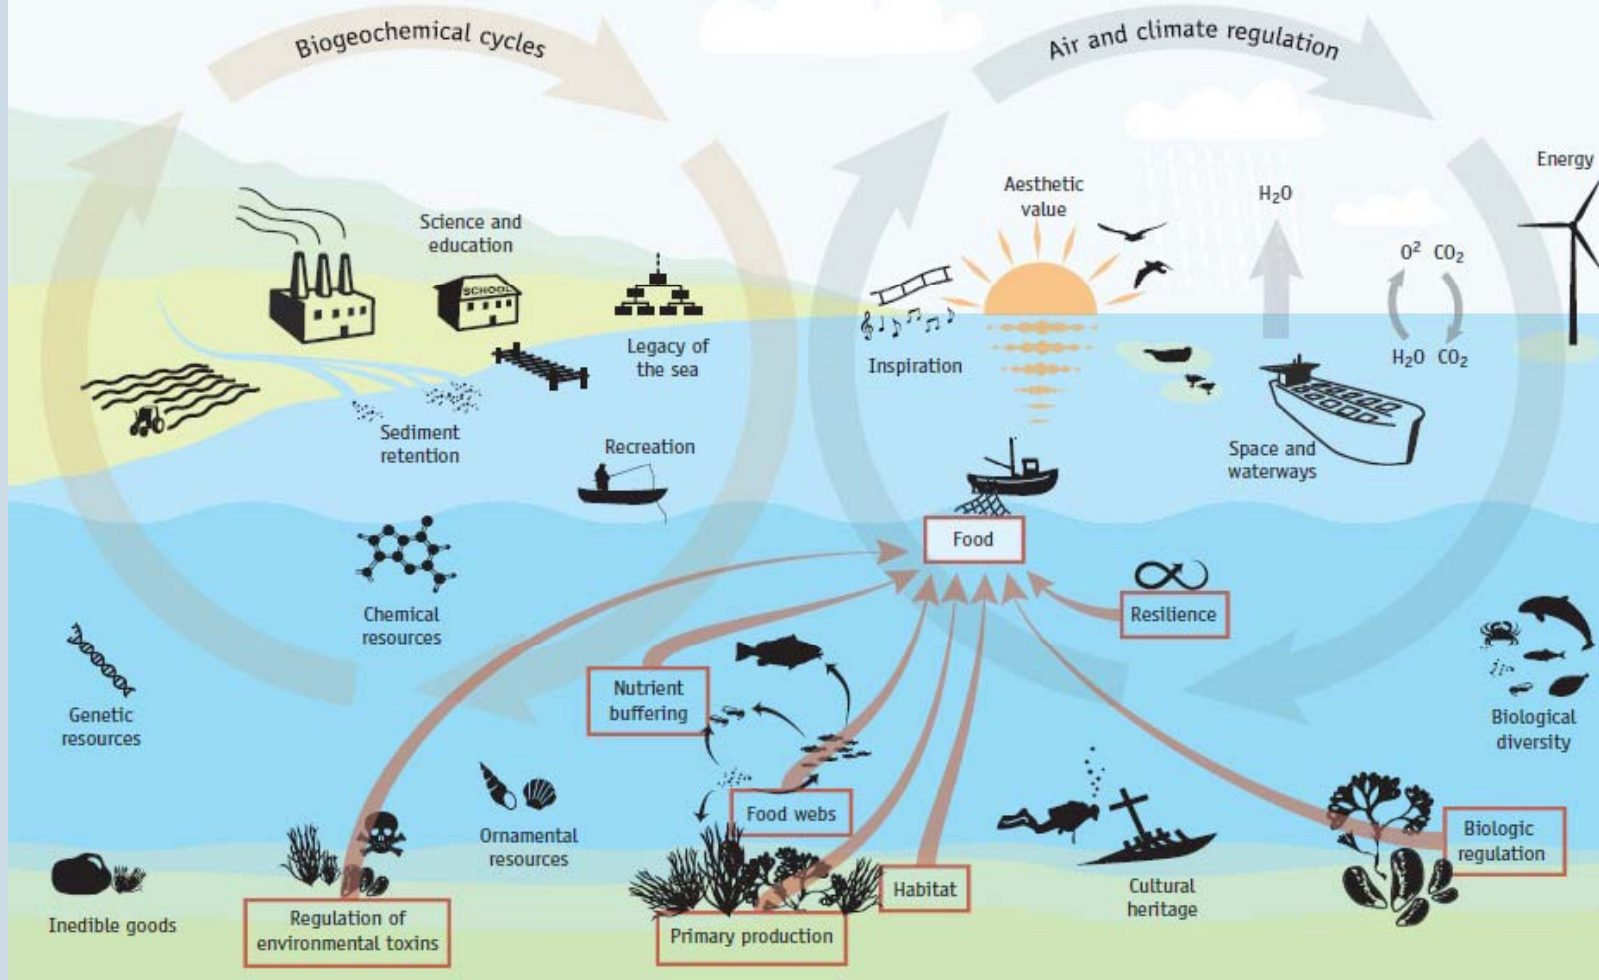 Biogeochemical cycles
Air and climate regulation
Energy
Aesthetic
value
H₂O
Science and
education
SCHOOL
O² CO₂
Legacy of
the sea
Inspiration
H₂O CO₂
Sediment
retention
Recreation
Space and
waterways
Food
Chemical
resources
Resilience
Genetic
resources
Nutrient
buffering
Biological
diversity
Food webs
Ornamental
resources
Biologic
regulation
Habitat
Cultural
heritage
Inedible goods
Regulation of
environmental toxins
Primary production